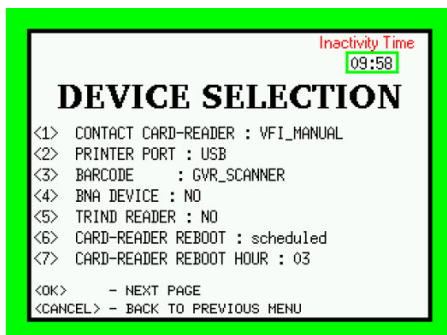 Inactivity Time
09:58
DEVICE SELECTION
<1> CONTACT CARD-READER : VFI_MANUAL
<2> PRINTER PORT : USB
<3> BARCODE : GVR_SCANNER
<4> BNA DEVICE : NO
<5> TRIND READER : NO
<6> CARD-READER REBOOT : scheduled
<7> CARD-READER REBOOT HOUR : 03
<OK> - NEXT PAGE
<CANCEL> - BACK TO PREVIOUS MENU